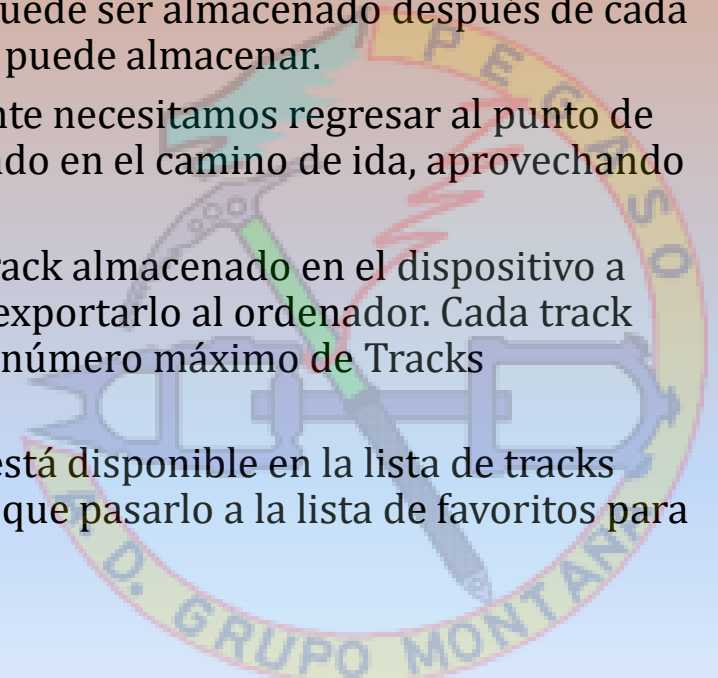 uede ser almacenado después de cada
puede almacenar.
nte necesitamos regresar al punto de
do en el camino de ida, aprovechando
rack almacenado en el dispositivo a
exportarlo al ordenador. Cada track
número máximo de Tracks
está disponible en la lista de tracks
que pasarlo a la lista de favoritos para
PEGASO
D. GRUPO MONTAÑA